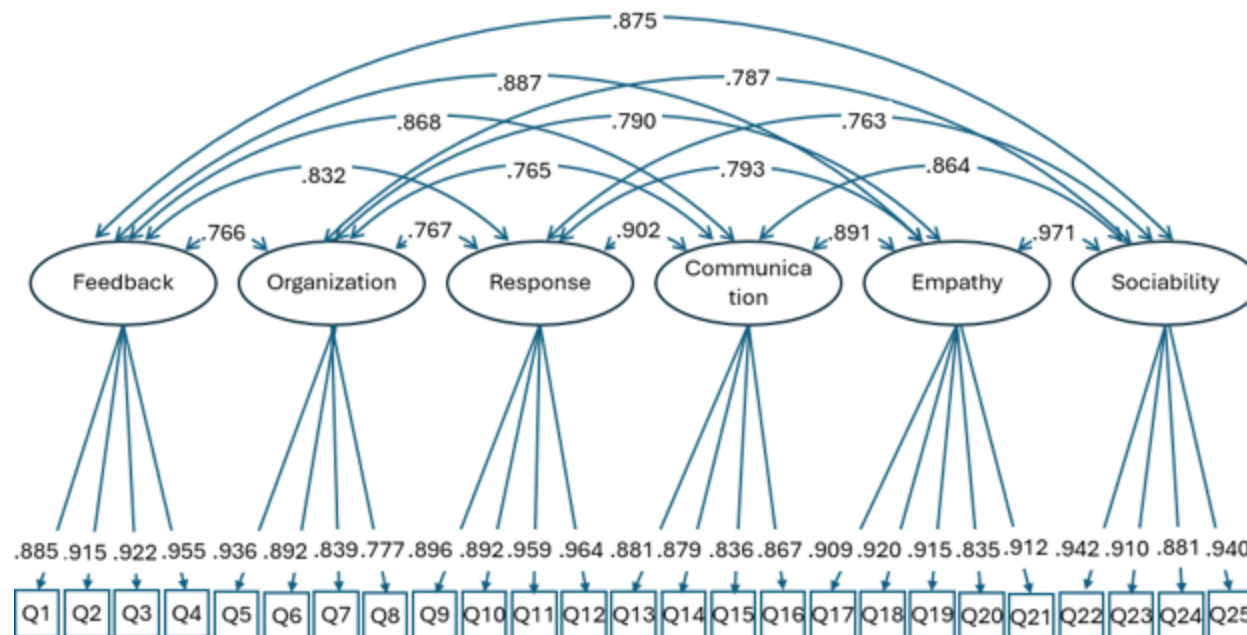 .875
.887
.787
.868
.790
.763
.832
.765
.793
.864
.766
.767
.902
.891
.971
Feedback
Organization
Response
Communica
tion
Empathy
Sociability
.885 .915 .922 .955 .936 .892 .839 .777 .896 .892 .959 .964 .881 .879 .836 .867 .909 .920 .915 .835 .912 .942 .910 .881 .940
Q1 Q2 Q3 Q4 Q5 Q6 Q7 Q8 Q9 Q10 Q11 Q12 Q13 Q14 Q15 Q16 Q17 Q18 Q19 Q20 Q21 Q22 Q23 Q24 Q25